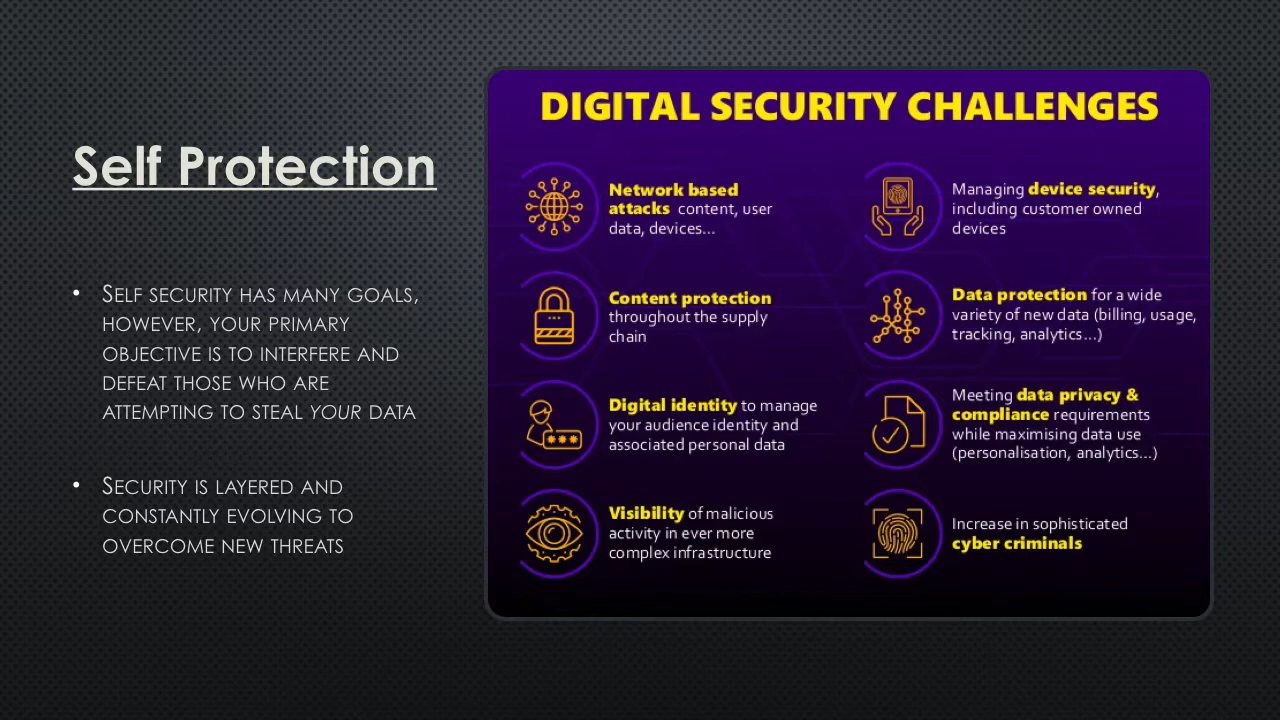 Self Protection
• Self security has many goals,
however, your primary
objective is to interfere and
defeat those who are
attempting to steal your data
• Security is layered and
constantly evolving to
overcome new threats
DIGITAL SECURITY CHALLENGES
Network based
attacks content, user
data, devices...
Content protection
throughout the supply
chain
Digital identity to manage
your audience identity and
associated personal data
Visibility of malicious
activity in ever more
complex infrastructure
Managing device security,
including customer owned
devices
Data protection for a wide
variety of new data (billing, usage,
tracking, analytics...)
Meeting data privacy &
compliance requirements
while maximising data use
(personalisation, analytics...)
Increase in sophisticated
cyber criminals